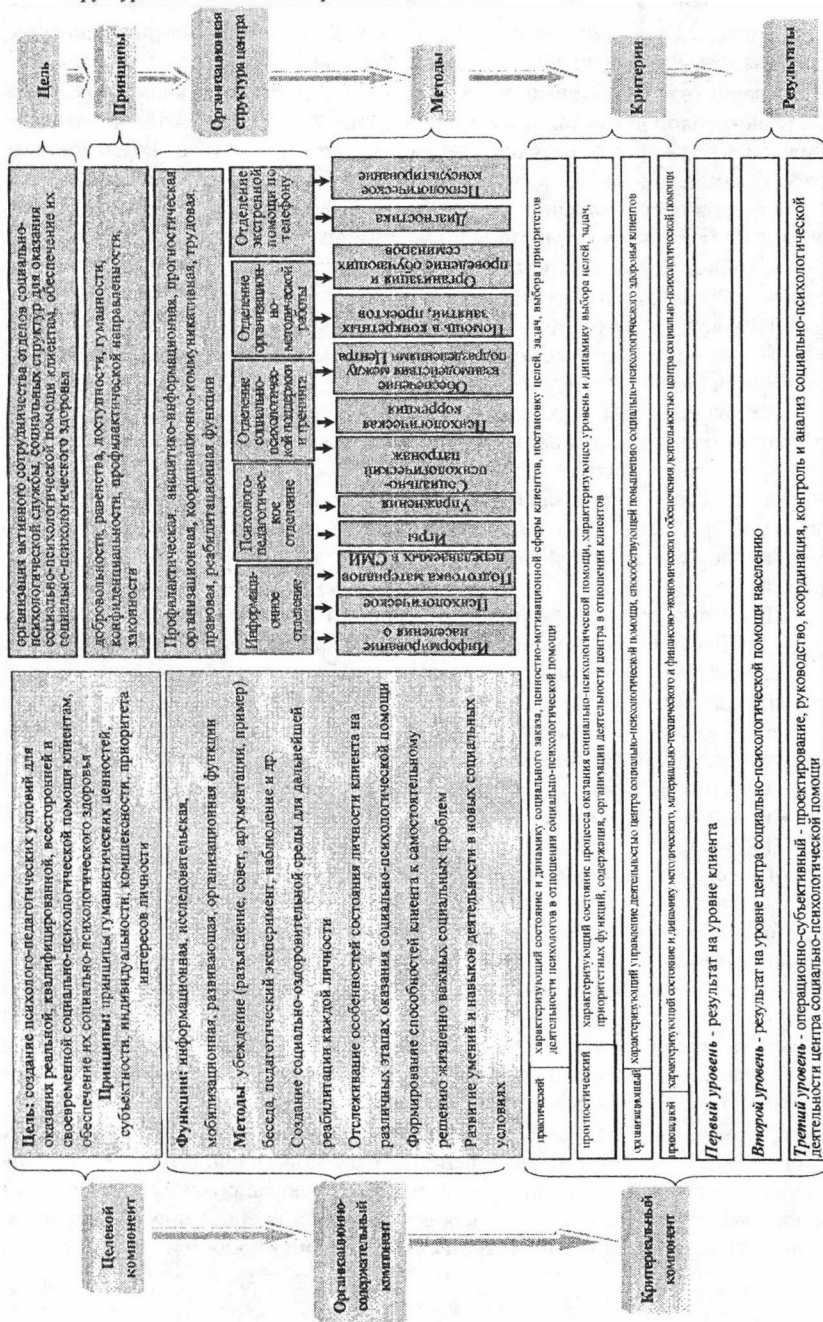 Целевой
компонент
Организационно-
содержательный
компонент
Критериальный
компонент
Цель: создание психолого-педагогических условий для
оказания реальной, квалифицированной, всесторонней и
своевременной социально-психологической помощи клиентам,
обеспечение их социально-психологического здоровья
Принципы: принципы гуманистических ценностей,
субъектности, индивидуальности, комплексности, приоритета
интересов личности
Функции: информационная, исследовательская,
мобилизационная, развивающая, организационная функции
Методы: убеждение (разъяснение, совет, аргументации, пример)
беседа, педагогический эксперимент, наблюдение и др.
Создание социально-оздоровительной среды для дальнейшей
реабилитации каждой личности
Отслеживание особенностей состояния личности клиента на
различных этапах оказания социально-психологической помощи
Формирование способностей клиента к самостоятельному
решению жизненно важных социальных проблем
Развитие умений и навыков деятельности в новых социальных
условиях
организация активного сотрудничества отделов социально-
психологической службы, социальных структур для оказания
социально-психологической помощи клиентам, обеспечение их
социально-психологического здоровья
добровольности, равенства, доступности, гуманности,
конфиденциальности, профилактической направленности,
законности
Профилактическая, аналитико-информационная, прогностическая
организационная, координационно-коммуникативная, трудовая,
правовая, реабилитационная функции
Информаци-
онное
отделение
Психолого-
педагогичес-
кое
отделение
Отделение
социально-
психологичес-
кой поддержки
и тренинга
Отделение
организацион-
но-
методической
работы
Отделение
экстренной
помощи по
телефону
Информирование
населения о
Психологическое
Подготовка материалов
передаваемых в СМИ
Игры
Упражнения
Социально-
психологический
патронаж
Психологическая
коррекция
Обеспечение
взаимодействия между
подразделениями Центра
Помощь в конкретных
занятий, проектов
Организация и
проведение обучающих
семинаров
Диагностика
Психологическое
консультирование
практический
характеризующий состояние и динамику социального заказа, ценностно-мотивационной сферы клиентов, постановку целей, задач, выбора приоритетов
деятельности психологов в отношении социально-психологической помощи
прогностический
характеризующий состояние процесса оказания социально-психологической помощи, характеризующее уровень и динамику выбора целей, задач,
приоритетных функций, содержания, организации деятельности центра в отношении клиентов
организационный
характеризующий управление деятельностью центра социально-психологической помощи, способствующей повышению социально-психологического здоровья клиентов
прикладной
характеризующий состояние и динамику методического, материально-технического и финансово-экономического обеспечения деятельностью центра социально-психологической помощи
Первый уровень - результат на уровне клиента
Второй уровень - результат на уровне центра социально-психологической помощи населению
Третий уровень - операционно-субъективный - проектирование, руководство, координация, контроль и анализ социально-психологической
деятельности центра социально-психологической помощи
Цель
Принципы
Организационная
структура центра
Методы
Критерии
Результаты